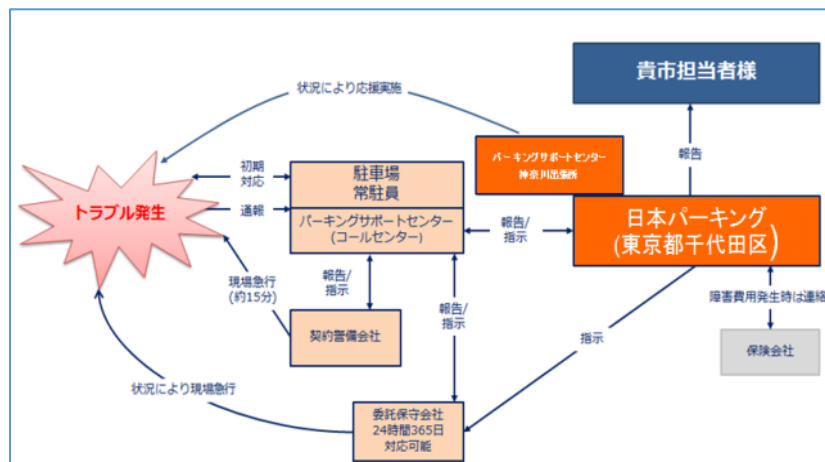 貴市担当者様
状況により応援実施
パーキングサポートセンター
神奈川出張所
報告
初期
対応
駐車場
常駐員
トラブル発生
通報
パーキングサポートセンター
(コールセンター)
報告/
指示
日本パーキング
(東京都千代田区)
現場急行
(約15分)
報告/
指示
報告/
指示
障害費用発生時は連絡
契約警備会社
指示
保険会社
状況により現場急行
委託保守会社
24時間365日
対応可能